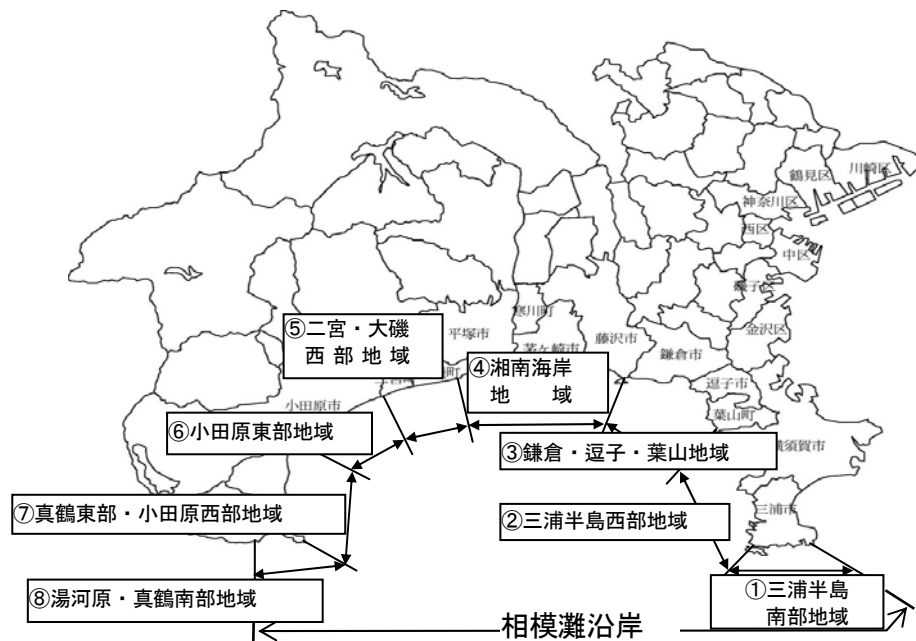 川崎区
鶴見区
神奈川区
西区
中区
金沢区
寒川町
⑤二宮・大磯
西部地域
平塚市
茅ヶ崎市
藤沢市
鎌倉市
④湘南海岸
地　　域
逗子市
葉山町
小田原市
⑥小田原東部地域
③鎌倉・逗子・葉山地域
横須賀市
⑦真鶴東部・小田原西部地域
②三浦半島西部地域
三浦市
⑧湯河原・真鶴南部地域
①三浦半島
南部地域
相模灘沿岸